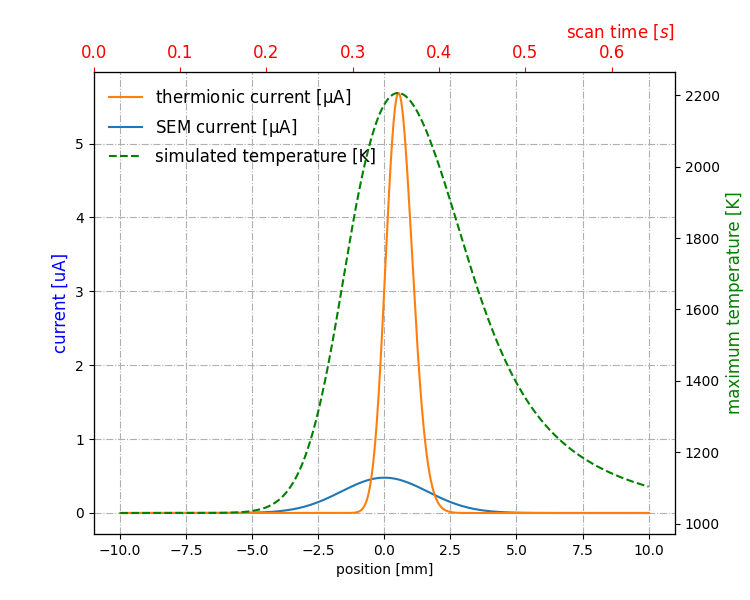 scan time [s]
0.0 0.1 0.2 0.3 0.4 0.5 0.6
thermionic current [µA]
SEM current [µA]
simulated temperature [K]
current [uA]
5
4
3
2
1
0
2200
2000
1800
1600
1400
1200
1000
maximum temperature [K]
−10.0 −7.5 −5.0 −2.5 0.0 2.5 5.0 7.5 10.0
position [mm]